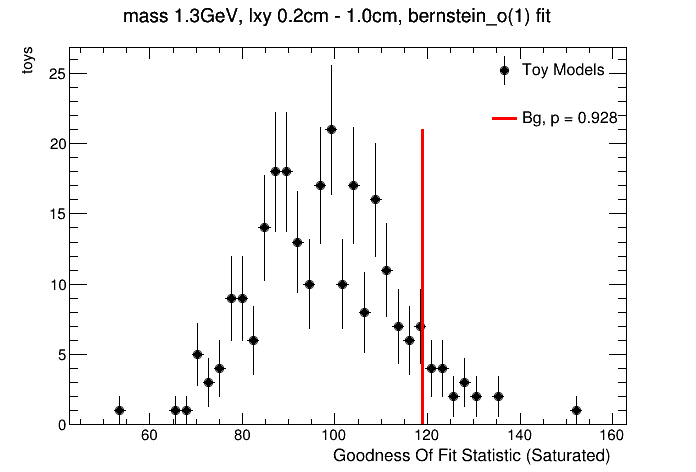 mass 1.3GeV, lxy 0.2cm - 1.0cm, bernstein_o(1) fit
toys
25
20
15
10
5
0
Toy Models
Bg, p = 0.928
60
80
100
120
140
160
Goodness Of Fit Statistic (Saturated)